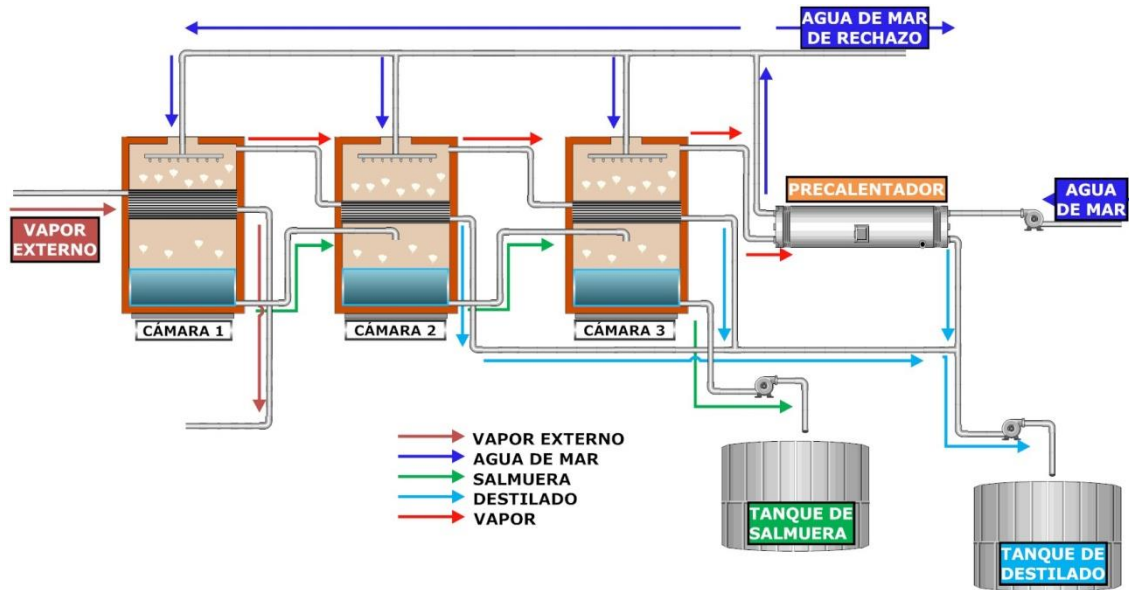 AGUA DE MAR
DE RECHAZO
PRECALENTADOR
AGUA
DE MAR
VAPOR
EXTERNO
CÁMARA 1
CÁMARA 2
CÁMARA 3
VAPOR EXTERNO
AGUA DE MAR
SALMUERA
DESTILADO
VAPOR
TANQUE DE
SALMUERA
TANQUE DE
DESTILADO